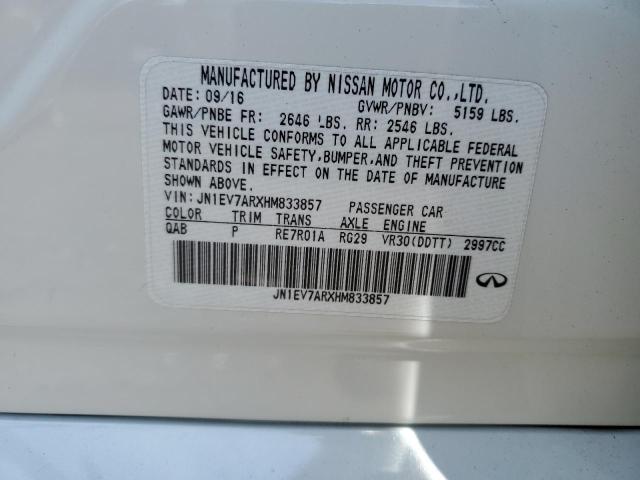 MANUFACTURED BY NISSAN MOTOR CO.,LTD.
DATE: 09/16 GVWR/PNBV: 5159 LBS.
GAWR/PNBE FR: 2646 LBS. RR: 2546 LBS.
THIS VEHICLE CONFORMS TO ALL APPLICABLE FEDERAL
MOTOR VEHICLE SAFETY,BUMPER,AND THEFT PREVENTION
STANDARDS IN EFFECT ON THE DATE OF MANUFACTURE
SHOWN ABOVE.
VIN: JN1EV7ARXHM833857 PASSENGER CAR
COLOR TRIM TRANS AXLE ENGINE
QAB P RE7R01A RG29 VR30(DDTT) 2997CC
JN1EV7ARXHM833857